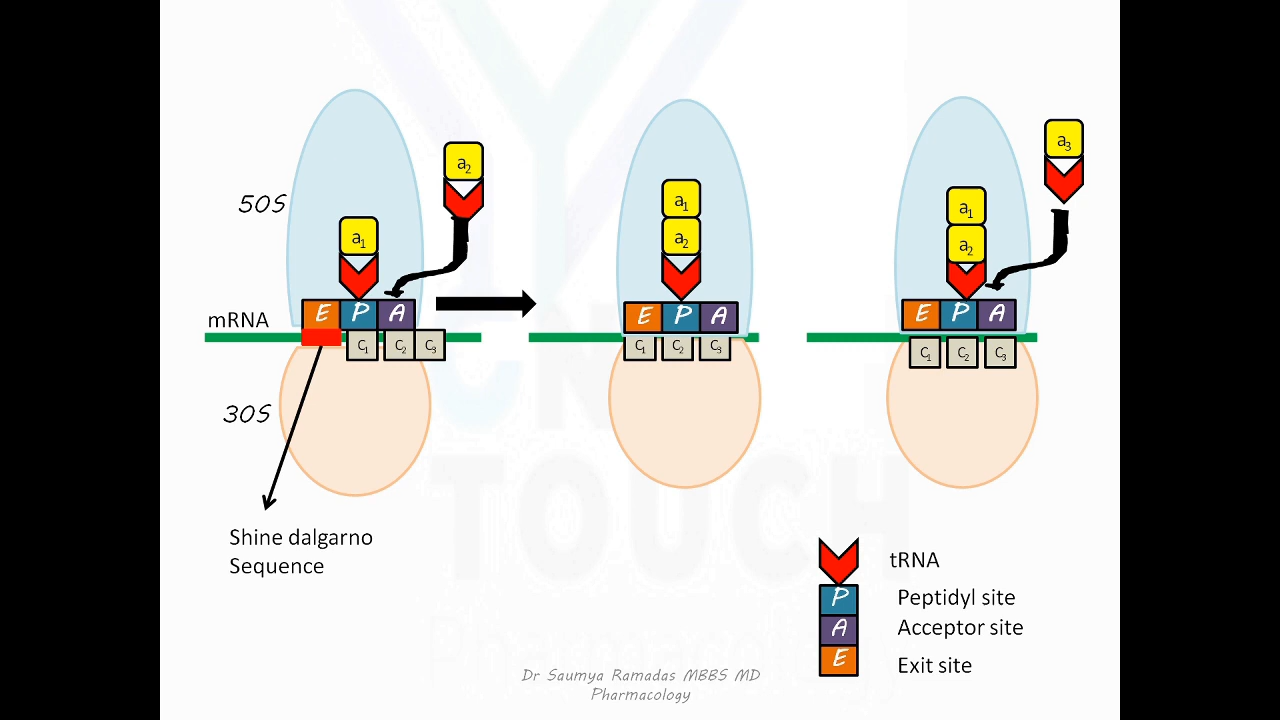 50S
a1
a2
E P A
mRNA
C1 C2 C3
30S
Shine dalgarno
Sequence
a1
a2
E P A
C1 C2 C3
a3
a1
a2
E P A
C1 C2 C3
tRNA
P Peptidyl site
A Acceptor site
E Exit site
Dr Saumya Ramadas MBBS MD
Pharmacology
TOUCH